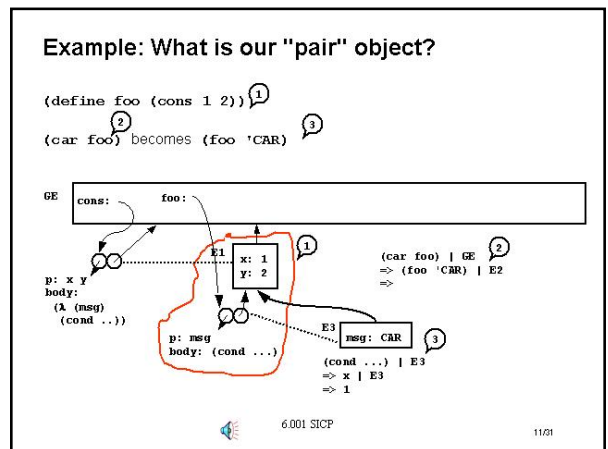 Example: What is our "pair" object?
(define foo (cons 1 2)) 1
2
(car foo) becomes (foo 'CAR) 3
GE cons: foo:
E1 x: 1
y: 2
1
(car foo) | GE 2
=> (foo 'CAR) | E2
=>
p: x y
body:
(λ (msg)
(cond ..))
p: msg
body: (cond ...)
E3 msg: CAR 3
(cond ...) | E3
=> x | E3
=> 1
6.001 SICP
11/31